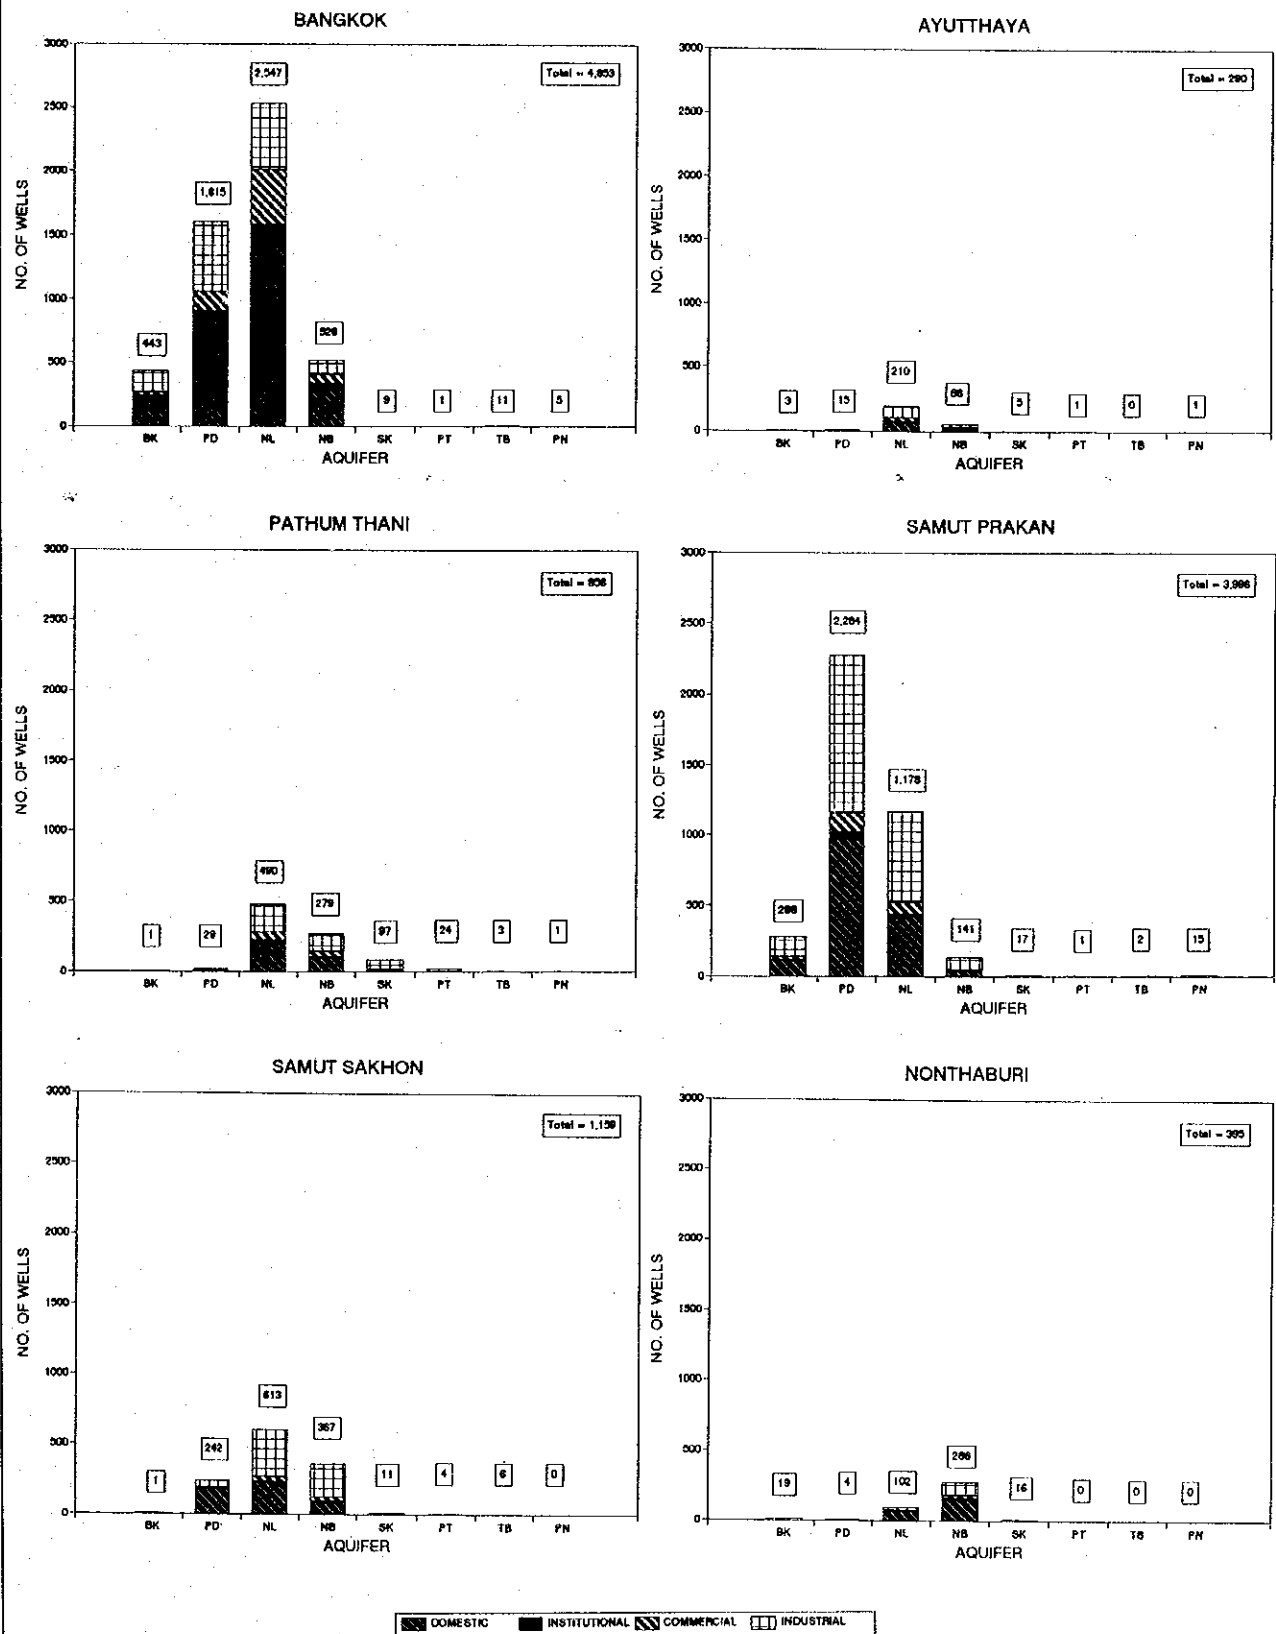 BANGKOK
3000
2500
2000
1500
1000
500
0
NO. OF WELLS
Total = 4,853
443
1,615
2,547
9
1
11
5
BK PD NL NB SK PT TB PN
AQUIFER
AYUTTHAYA
3000
2500
2000
1500
1000
500
0
NO. OF WELLS
Total = 290
3
210
5
1
0
1
BK PD NL NB SK PT TB PN
AQUIFER
PATHUM THANI
3000
2500
2000
1500
1000
500
0
NO. OF WELLS
1
29
490
279
97
24
3
1
BK PD NL NB SK PT TB PN
AQUIFER
SAMUT PRAKAN
3000
2500
2000
1500
1000
500
0
NO. OF WELLS
Total = 3,996
2,284
1,178
141
17
1
2
15
BK PD NL NB SK PT TB PN
AQUIFER
SAMUT SAKHON
3000
2500
2000
1500
1000
500
0
NO. OF WELLS
Total = 1,159
1
242
613
367
11
4
6
0
BK PD NL NB SK PT TB PN
AQUIFER
NONTHABURI
3000
2500
2000
1500
1000
500
0
NO. OF WELLS
Total = 395
19
4
102
16
0
0
0
BK PD NL NB SK PT TB PN
AQUIFER
DOMESTIC INSTITUTIONAL COMMERCIAL INDUSTRIAL